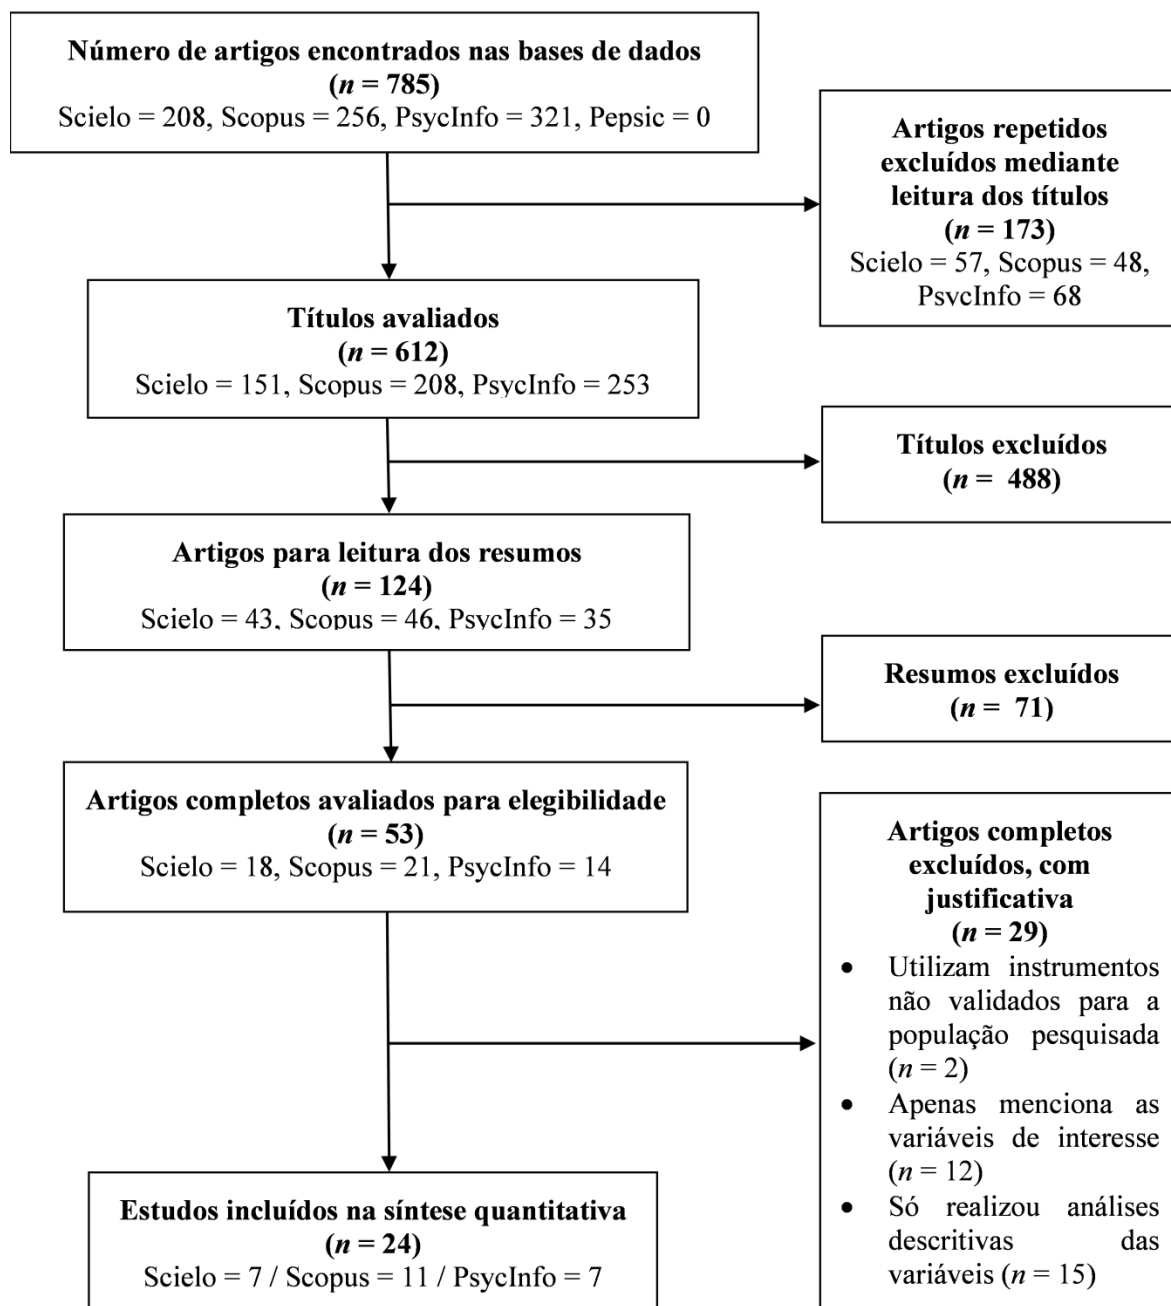 Número de artigos encontrados nas bases de dados
(n = 785)
Scielo = 208, Scopus = 256, PsycInfo = 321, Pepsic = 0
Artigos repetidos
excluídos mediante
leitura dos títulos
(n = 173)
Scielo = 57, Scopus = 48,
PsycInfo = 68
Títulos avaliados
(n = 612)
Scielo = 151, Scopus = 208, PsycInfo = 253
Títulos excluídos
(n = 488)
Artigos para leitura dos resumos
(n = 124)
Scielo = 43, Scopus = 46, PsycInfo = 35
Resumos excluídos
(n = 71)
Artigos completos avaliados para elegibilidade
(n = 53)
Scielo = 18, Scopus = 21, PsycInfo = 14
Artigos completos
excluídos, com
justificativa
(n = 29)
• Utilizam instrumentos
não validados para a
população pesquisada
(n = 2)
• Apenas menciona as
variáveis de interesse
(n = 12)
• Só realizou análises
descritivas das
variáveis (n = 15)
Estudos incluídos na síntese quantitativa
(n = 24)
Scielo = 7 / Scopus = 11 / PsycInfo = 7